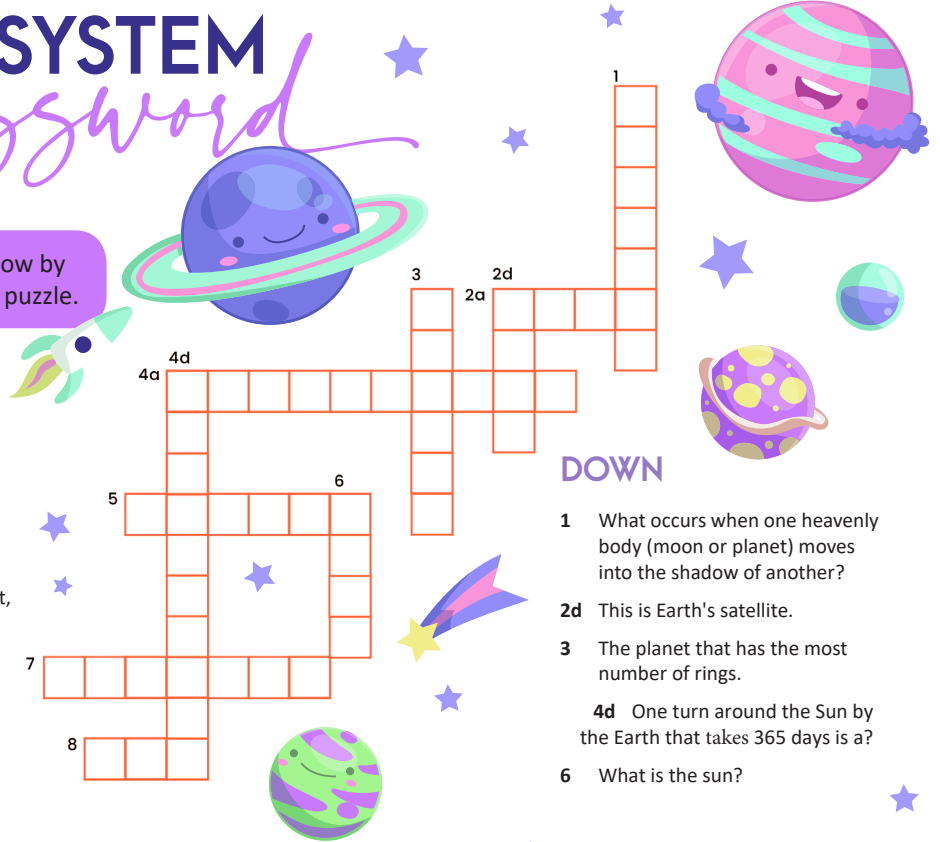 SYSTEM
ssword
ow by
puzzle.
1
3
2d
2a
4d
4a
5
6
t,
7
8
DOWN
1 What occurs when one heavenly
body (moon or planet) moves
into the shadow of another?
2d This is Earth's satellite.
3 The planet that has the most
number of rings.
4d One turn around the Sun by
the Earth that takes 365 days is a?
6 What is the sun?